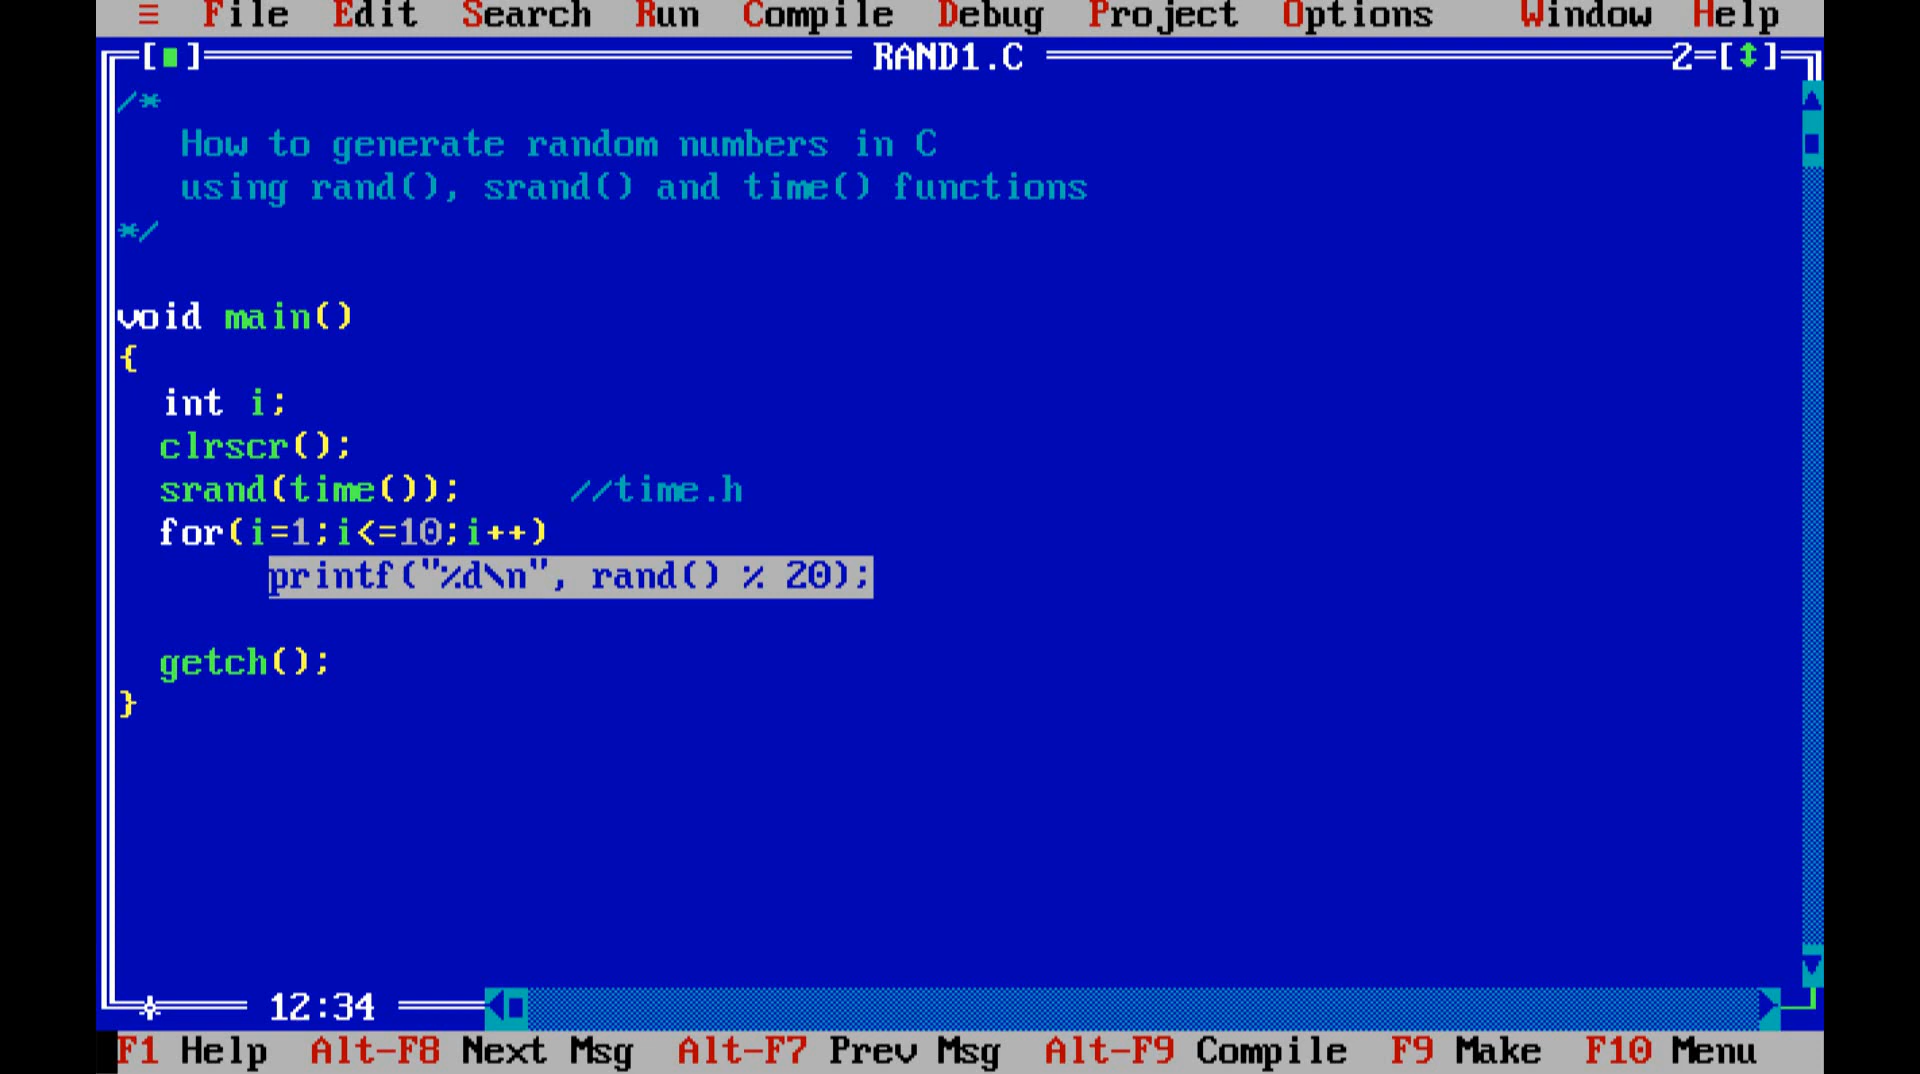 ≡ File Edit Search Run Compile Debug Project Options Window Help
[■] RAND1.C 2=[↕]
/*
How to generate random numbers in C
using rand(), srand() and time() functions
*/
void main()
{
int i;
clrscr();
srand(time()); //time.h
for(i=1;i<=10;i++)
printf("%d\n", rand() % 20);
getch();
}
12:34
F1 Help Alt-F8 Next Msg Alt-F7 Prev Msg Alt-F9 Compile F9 Make F10 Menu